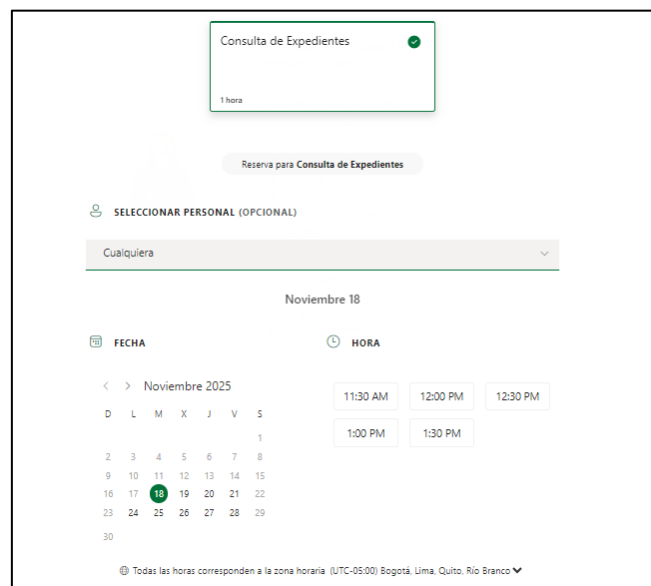 Consulta de Expedientes
1 hora
Reserva para Consulta de Expedientes
SELECCIONAR PERSONAL (OPCIONAL)
Cualquiera
Noviembre 18
FECHA
HORA
Noviembre 2025
D L M X J V S
1
2 3 4 5 6 7 8
9 10 11 12 13 14 15
16 17 18 19 20 21 22
23 24 25 26 27 28 29
30
11:30 AM 12:00 PM 12:30 PM
1:00 PM 1:30 PM
Todas las horas corresponden a la zona horaria (UTC-05:00) Bogotá, Lima, Quito, Río Branco